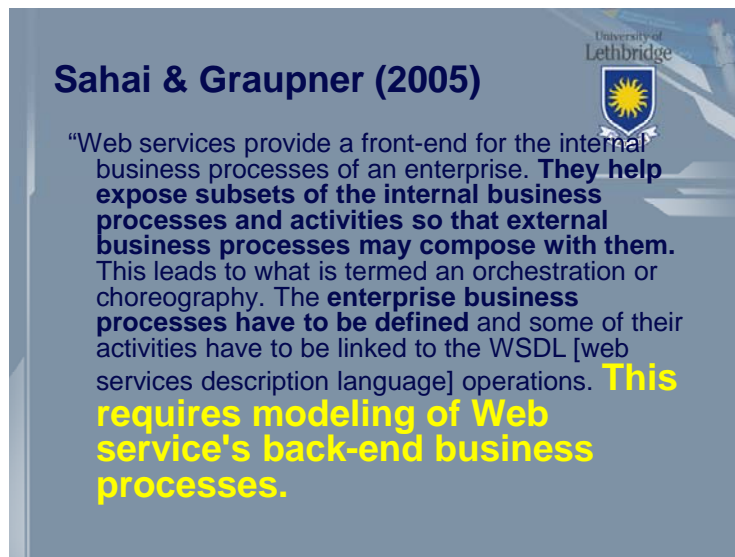 University of
Lethbridge
Sahai & Graupner (2005)
“Web services provide a front-end for the internal
business processes of an enterprise. They help
expose subsets of the internal business
processes and activities so that external
business processes may compose with them.
This leads to what is termed an orchestration or
choreography. The enterprise business
processes have to be defined and some of their
activities have to be linked to the WSDL [web
services description language] operations. This
requires modeling of Web
service's back-end business
processes.